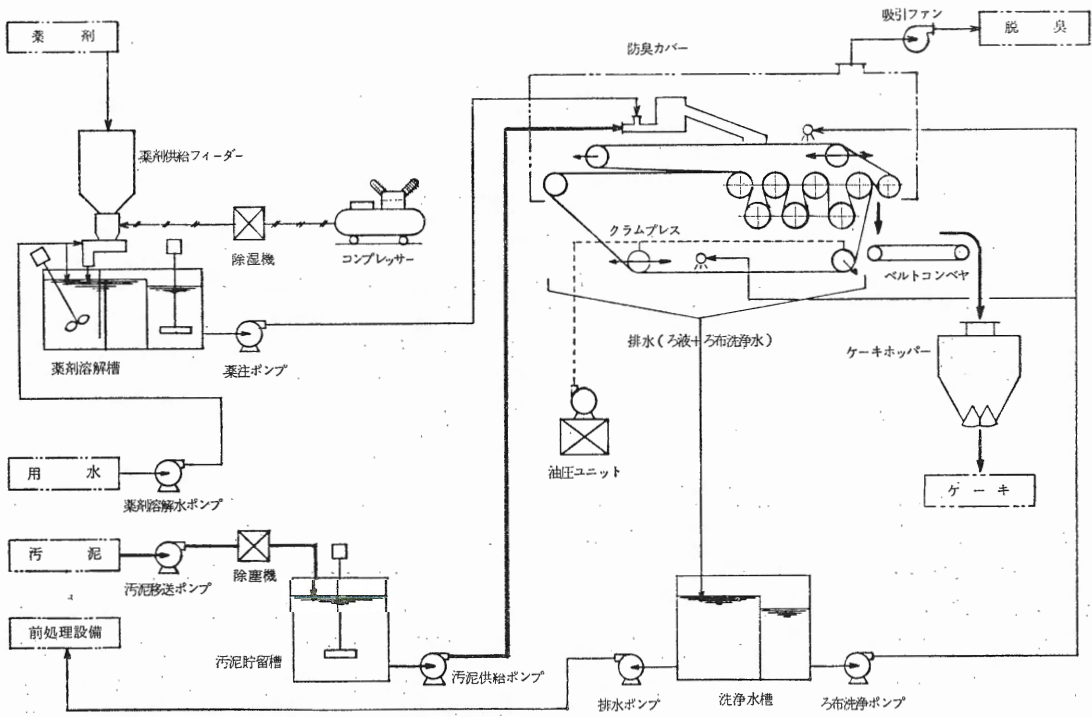 薬剤
吸引ファン
脱臭
防臭カバー
薬剤供給フィーダー
除湿機
コンプレッサー
クラムプレス
ベルトコンベヤ
薬剤溶解槽
薬注ポンプ
排水(ろ液+ろ布洗浄水)
ケーキホッパー
油圧ユニット
用水
薬剤溶解水ポンプ
ケーキ
汚泥
汚泥移送ポンプ
除塵機
前処理設備
汚泥貯留槽
汚泥供給ポンプ
排水ポンプ
洗浄水槽
ろ布洗浄ポンプ